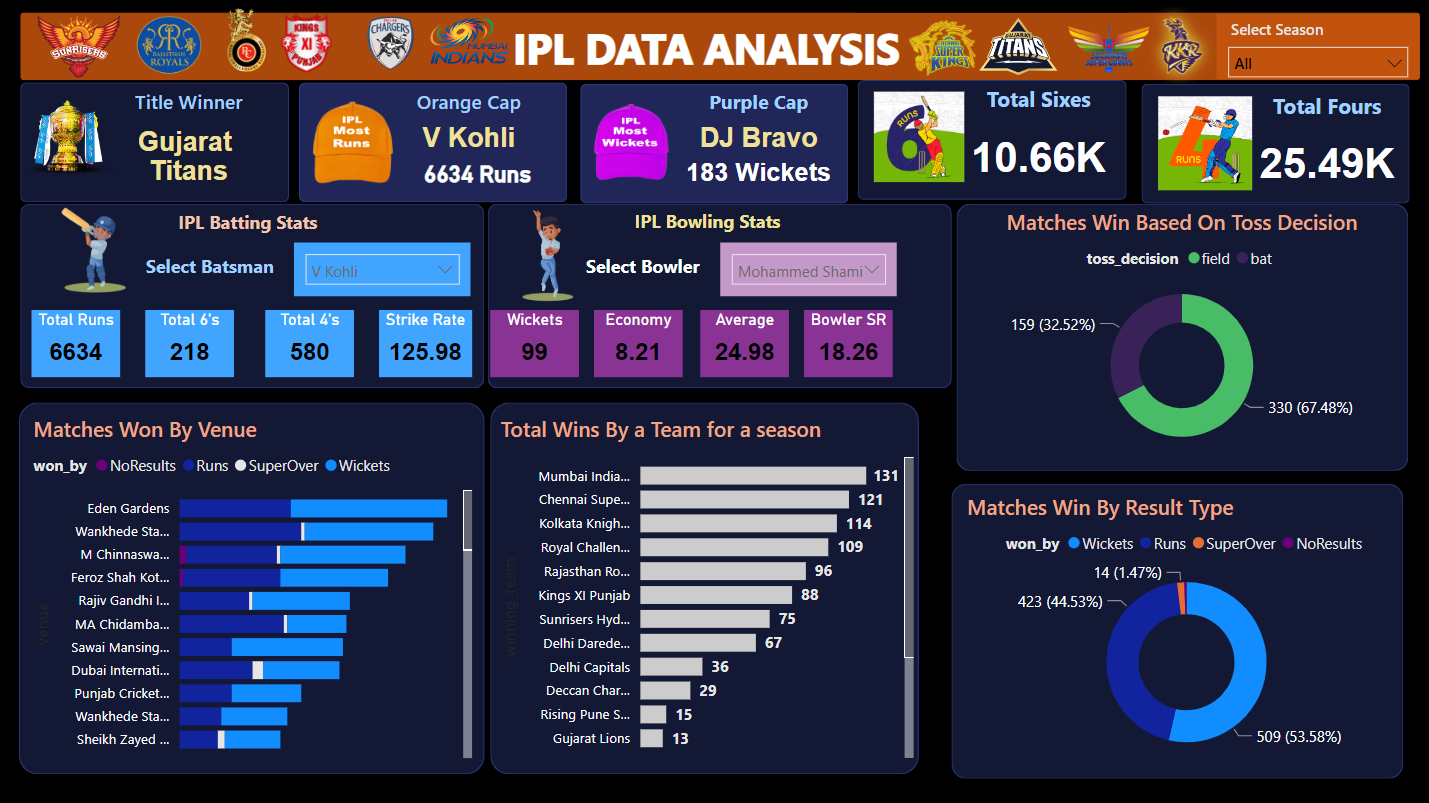 SUNRISERS
RAJASTHAN
ROYALS
KINGS XI
PUNJAB
CHARGERS
MUMBAI
INDIANS
IPL DATA ANALYSIS
CHENNAI
SUPER
KINGS
GUJARAT
TITANS
KKR
Select Season
All
Title Winner
Gujarat
Titans
IPL
Most
Runs
Orange Cap
V Kohli
6634 Runs
IPL
Most
Wickets
Purple Cap
DJ Bravo
183 Wickets
6
RUNS
Total Sixes
10.66K
4
RUNS
Total Fours
25.49K
IPL Batting Stats
Select Batsman
V Kohli
Total Runs
6634
Total 6's
218
Total 4's
580
Strike Rate
125.98
IPL Bowling Stats
Select Bowler
Mohammed Shami
Wickets
99
Economy
8.21
Average
24.98
Bowler SR
18.26
Matches Win Based On Toss Decision
toss_decision field bat
159 (32.52%)
330 (67.48%)
Matches Won By Venue
won_by NoResults Runs SuperOver Wickets
venue
Eden Gardens
Wankhede Sta...
M Chinnaswa...
Feroz Shah Kot...
Rajiv Gandhi I...
MA Chidamba...
Sawai Mansing...
Dubai Internati...
Punjab Cricket...
Wankhede Sta...
Sheikh Zayed ...
Total Wins By a Team for a season
winning_team
Mumbai India... 131
Chennai Supe... 121
Kolkata Knigh... 114
Royal Challen... 109
Rajasthan Ro... 96
Kings XI Punjab 88
Sunrisers Hyd... 75
Delhi Darede... 67
Delhi Capitals 36
Deccan Char... 29
Rising Pune S... 15
Gujarat Lions 13
Matches Win By Result Type
won_by Wickets Runs SuperOver NoResults
14 (1.47%)
423 (44.53%)
509 (53.58%)